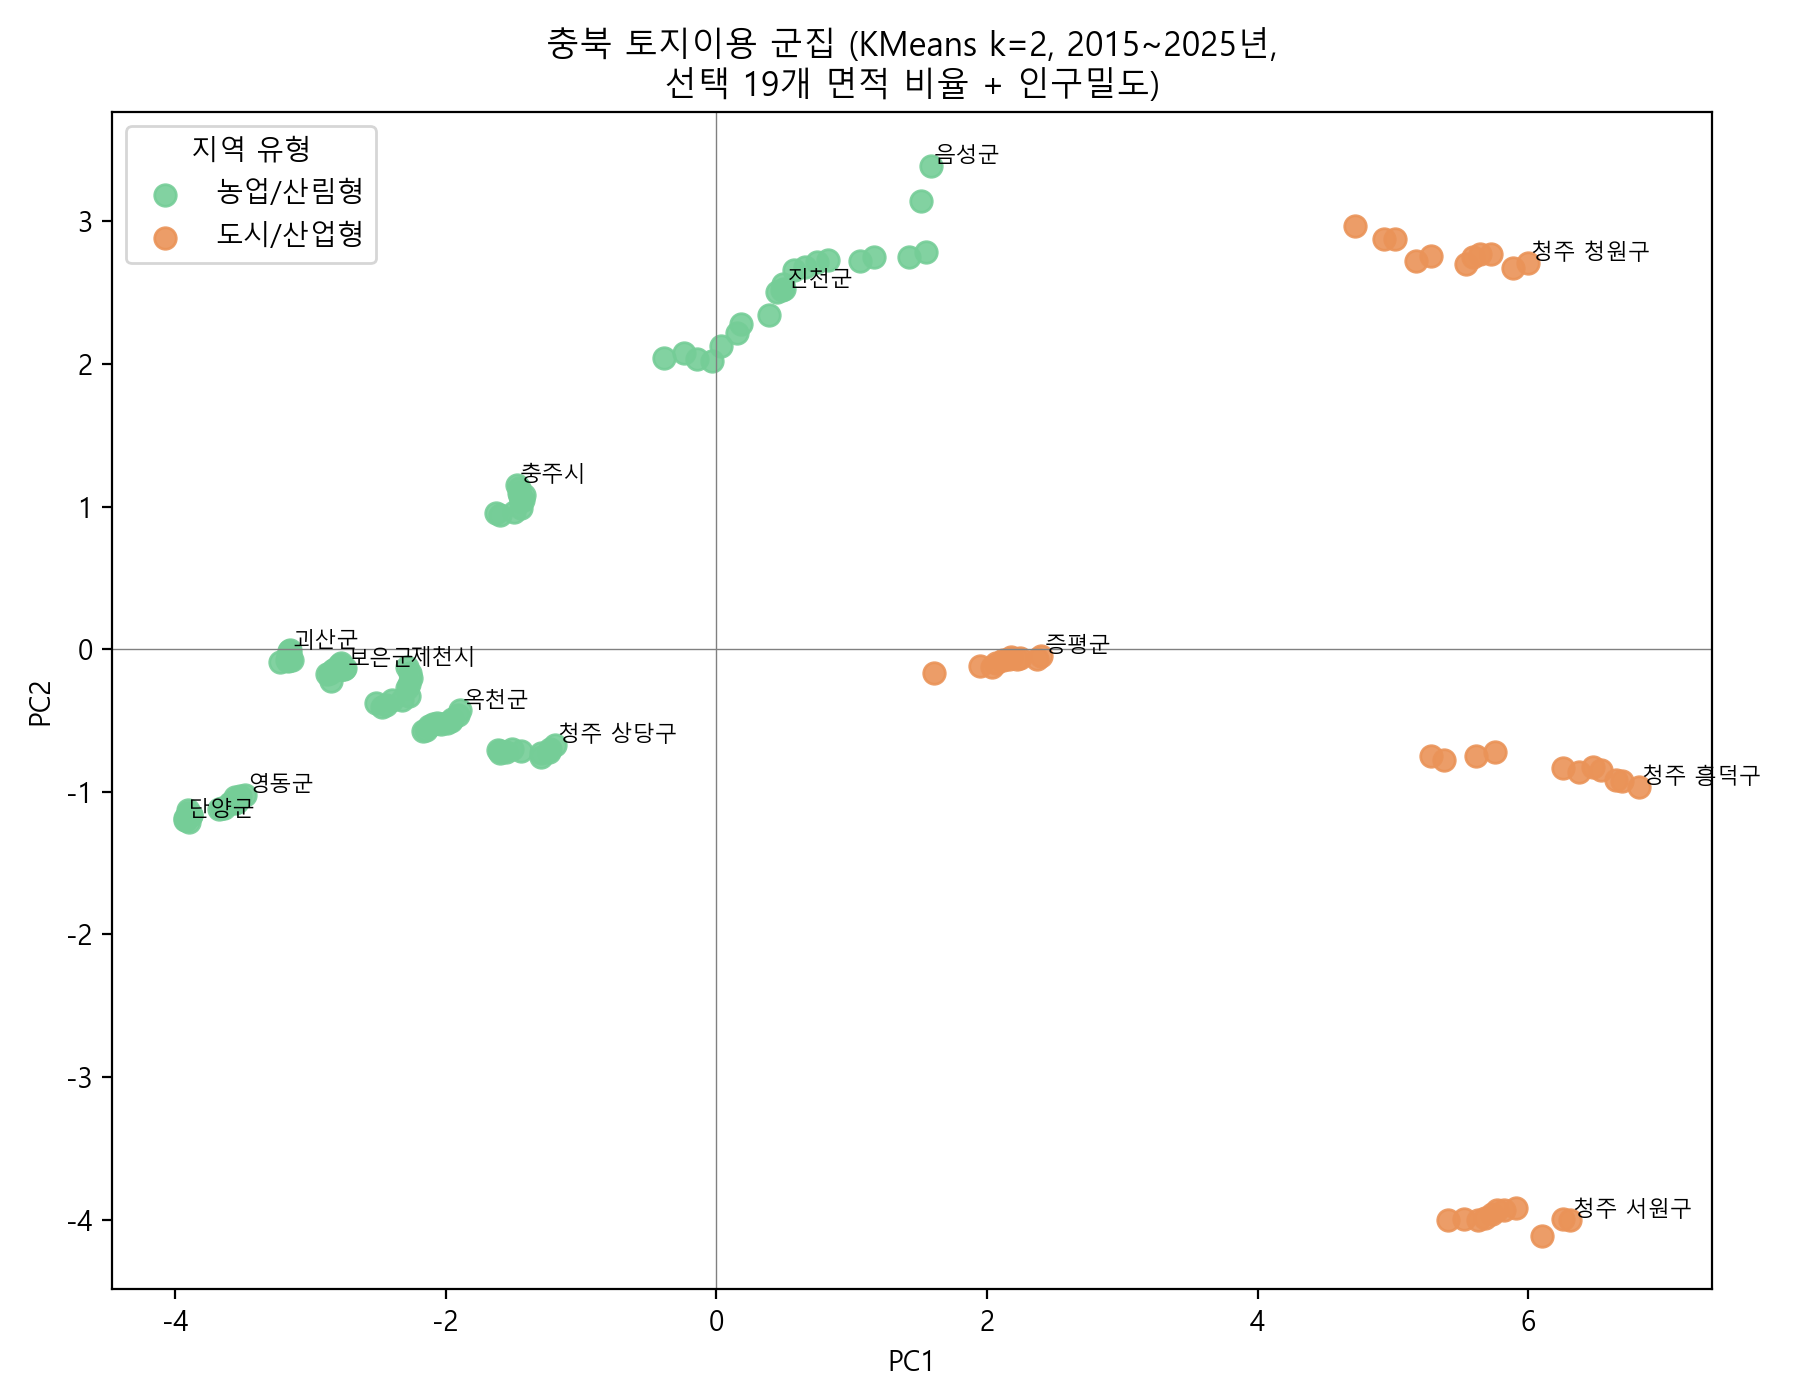 충북 토지이용 군집 (KMeans k=2, 2015~2025년,
선택 19개 면적 비율 + 인구밀도)
지역 유형
농업/산림형
도시/산업형
음성군
청주 청원구
진천군
충주시
괴산군
보은군
제천시
증평군
옥천군
청주 상당구
영동군
단양군
청주 흥덕구
청주 서원구
PC2
3
2
1
0
-1
-2
-3
-4
-4
-2
0
2
4
6
PC1